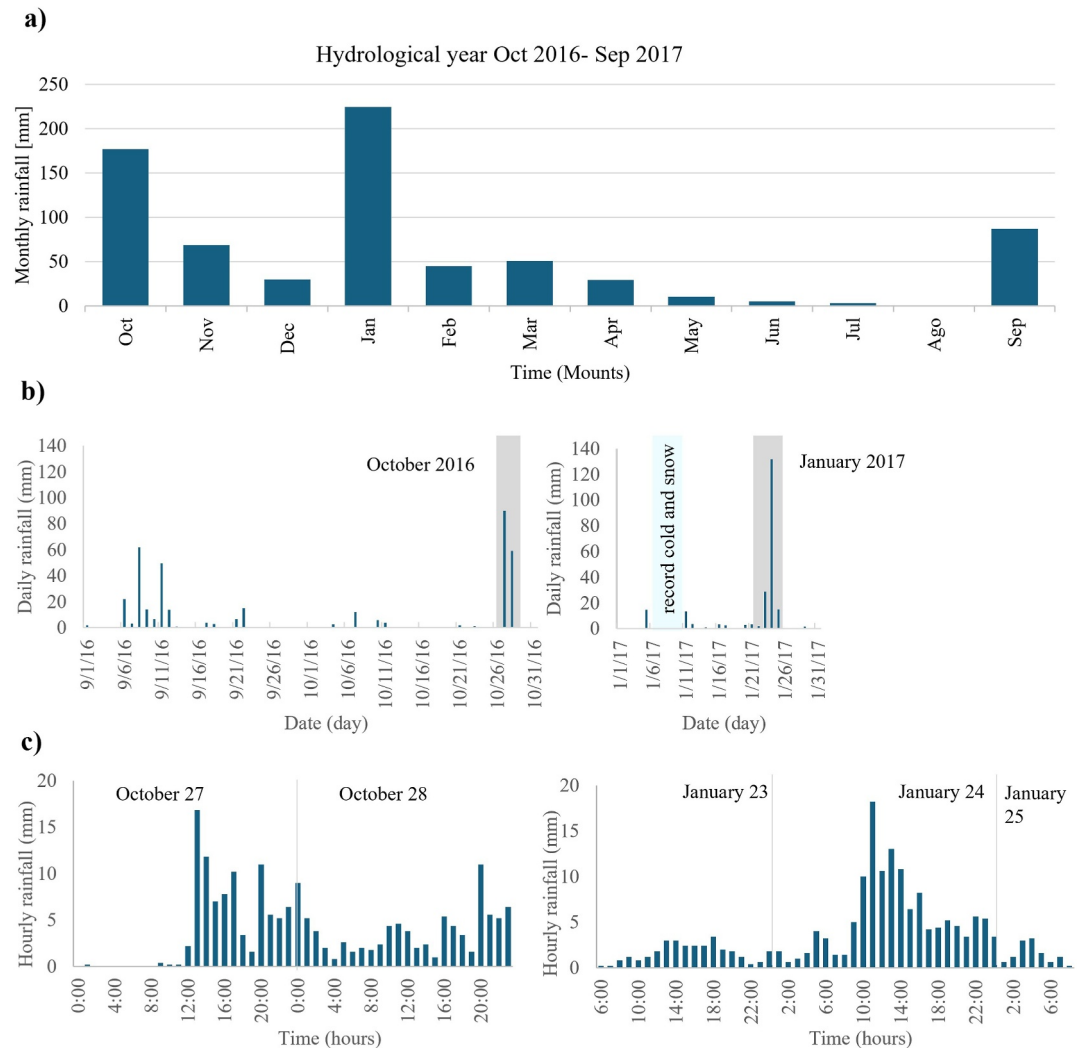 a)
Hydrological year Oct 2016- Sep 2017
Monthly rainfall [mm]
250
200
150
100
50
0
Oct
Nov
Dec
Jan
Feb
Mar
Apr
May
Jun
Jul
Ago
Sep
Time (Mounts)
b)
Daily rainfall (mm)
140
120
100
80
60
40
20
0
October 2016
9/1/16
9/6/16
9/11/16
9/16/16
9/21/16
9/26/16
10/1/16
10/6/16
10/11/16
10/16/16
10/21/16
10/26/16
10/31/16
Date (day)
Daily rainfall (mm)
140
120
100
80
60
40
20
0
record cold and snow
January 2017
1/1/17
1/6/17
1/11/17
1/16/17
1/21/17
1/26/17
1/31/17
Date (day)
c)
Hourly rainfall (mm)
20
15
10
5
0
October 27
October 28
0:00
4:00
8:00
12:00
16:00
20:00
0:00
4:00
8:00
12:00
16:00
20:00
Time (hours)
Hourly rainfall (mm)
20
15
10
5
0
January 23
January 24
January
25
6:00
10:00
14:00
18:00
22:00
2:00
6:00
10:00
14:00
18:00
22:00
2:00
6:00
Time (hours)